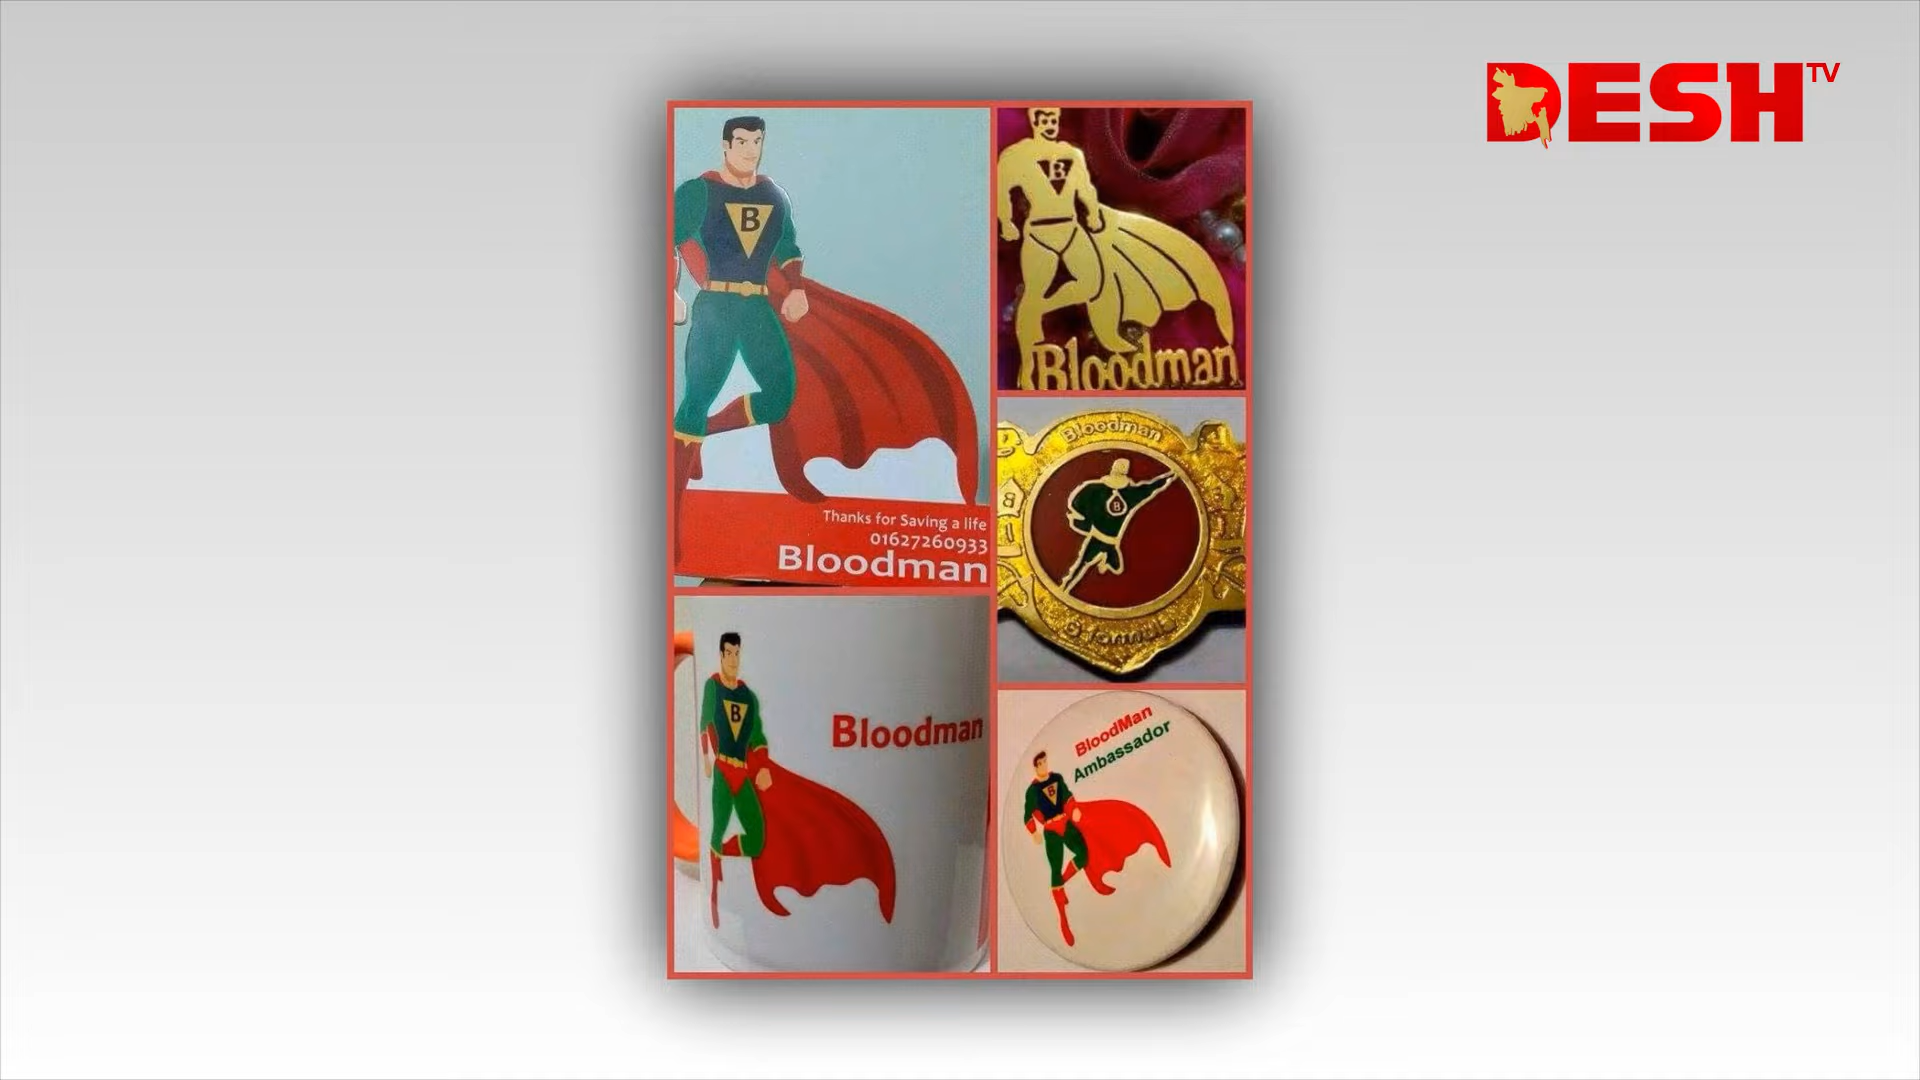 DESH TV
B
Thanks for Saving a life
01627260933
Bloodman
B
Bloodman
Bloodman
B
B
Bloodman
B
BloodMan
Ambassador
B